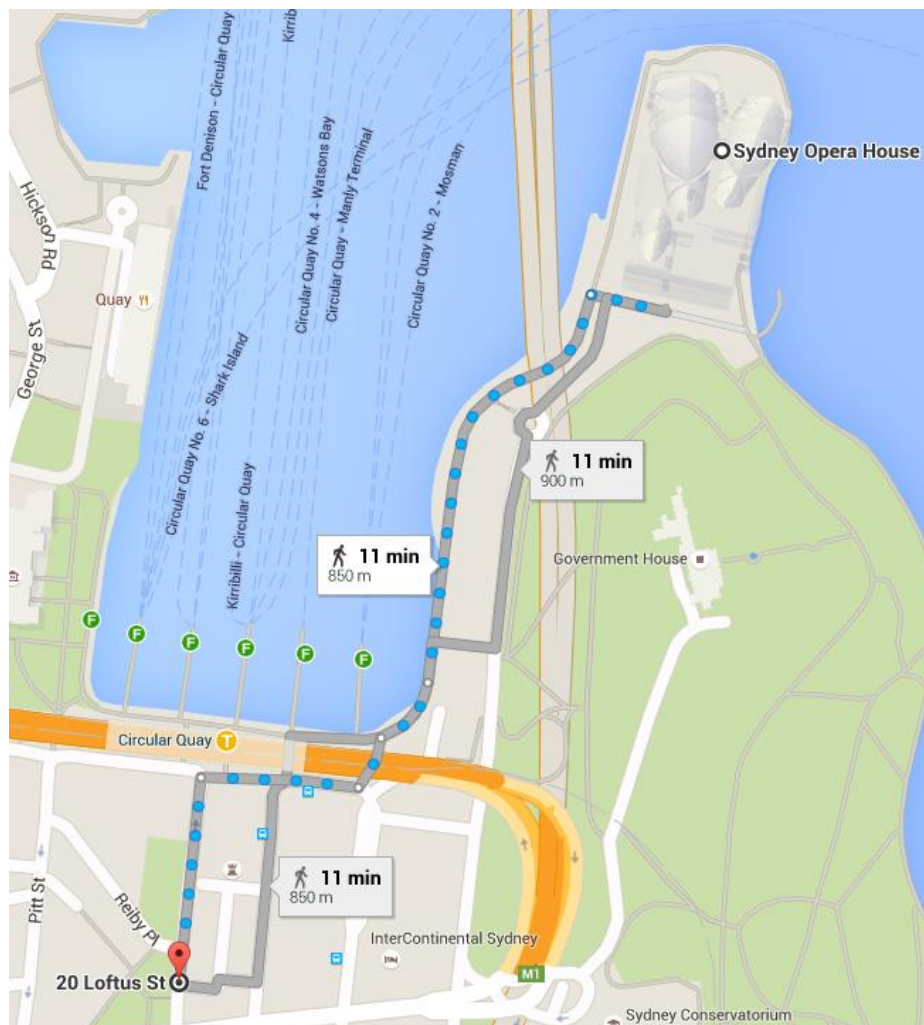 Kirrib
Fort Denison - Circular Quay
Circular Quay No. 4 - Watsons Bay
Circular Quay - Manly Terminal
Circular Quay No. 2 - Mosman
Sydney Opera House
Hickson Rd
Quay
George St
Circular Quay No. 6 - Shark Island
Kirribilli - Circular Quay
11 min
900 m
11 min
850 m
Government House
F
F
F
F
F
F
Circular Quay
T
11 min
850 m
Pitt St
Reiby Pl
InterContinental Sydney
20 Loftus St
M1
Sydney Conservatorium